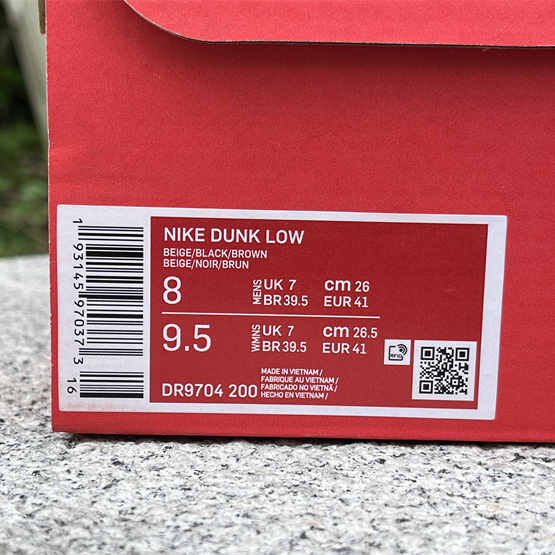 NIKE DUNK LOW
BEIGE/BLACK/BROWN
BEIGE/NOIR/BRUN
8 MENS UK 7 cm 26
BR 39.5 EUR 41
9.5 WMNS UK 7 cm 26.5
BR 39.5 EUR 41
RFID
MADE IN VIETNAM /
FABRIQUE AU VIETNAM /
FABRICADO NO VIETNÃ /
HECHO EN VIETNAM /
DR9704 200
1 93145 97037 3
16